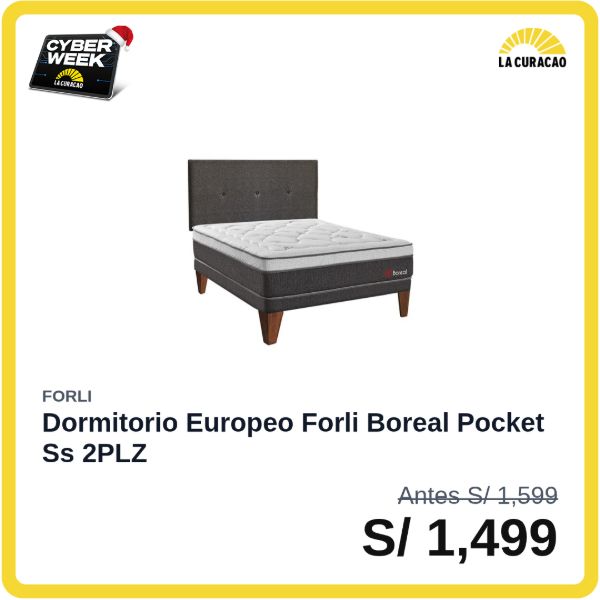 CYBER
WEEK
LA CURACAO
LA CURACAO
Boreal
FORLI
Dormitorio Europeo Forli Boreal Pocket
Ss 2PLZ
Antes S/ 1,599
S/ 1,499